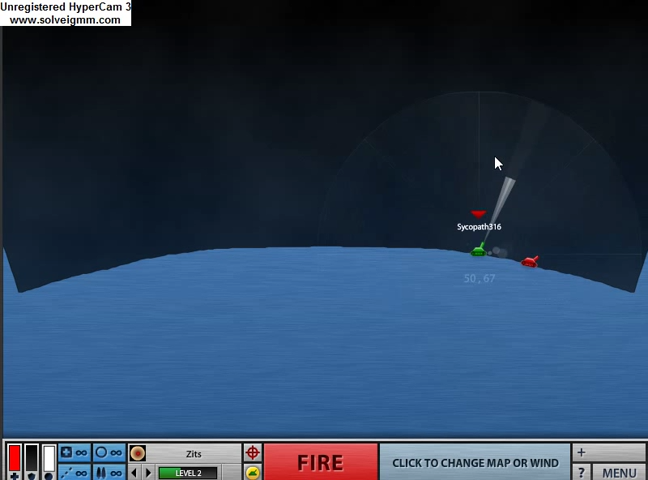 Unregistered HyperCam 3
www.solveigmm.com
Sycopath316
50,67
Zits
LEVEL 2
FIRE
CLICK TO CHANGE MAP OR WIND
+
?
MENU